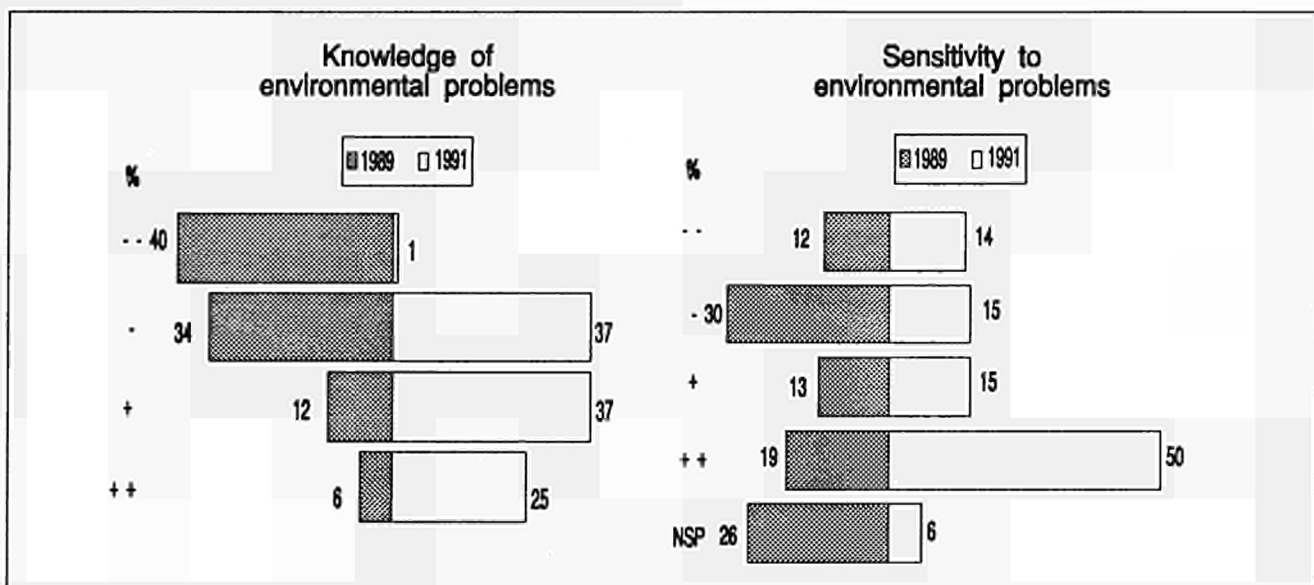 Knowledge of
environmental problems
1989 1991
%
- - 40 1
- 34 37
+ 12 37
+ + 6 25
Sensitivity to
environmental problems
1989 1991
%
- - 12 14
- 30 15
+ 13 15
+ + 19 50
NSP 26 6